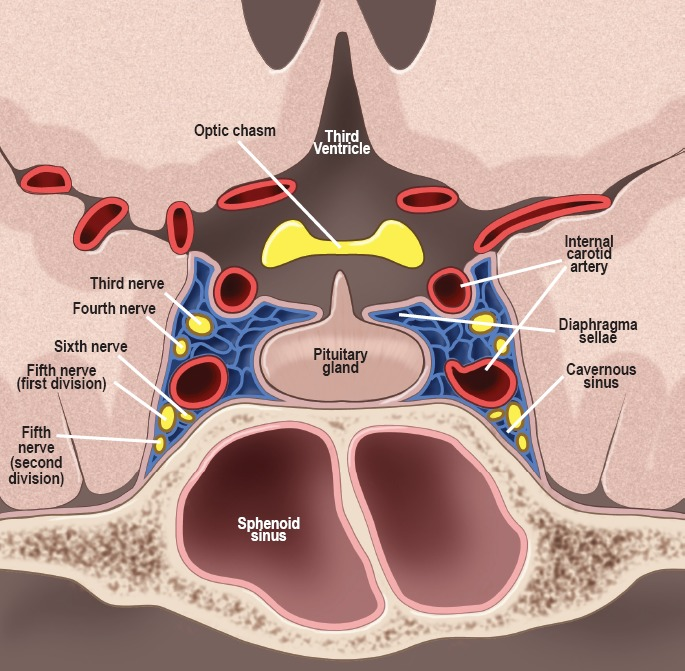 Optic chasm
Third
Ventricle
Internal
carotid
artery
Third nerve
Fourth nerve
Diaphragma
sellae
Sixth nerve
Pituitary
gland
Fifth nerve
(first division)
Cavernous
sinus
Fifth
nerve
(second
division)
Sphenoid
sinus